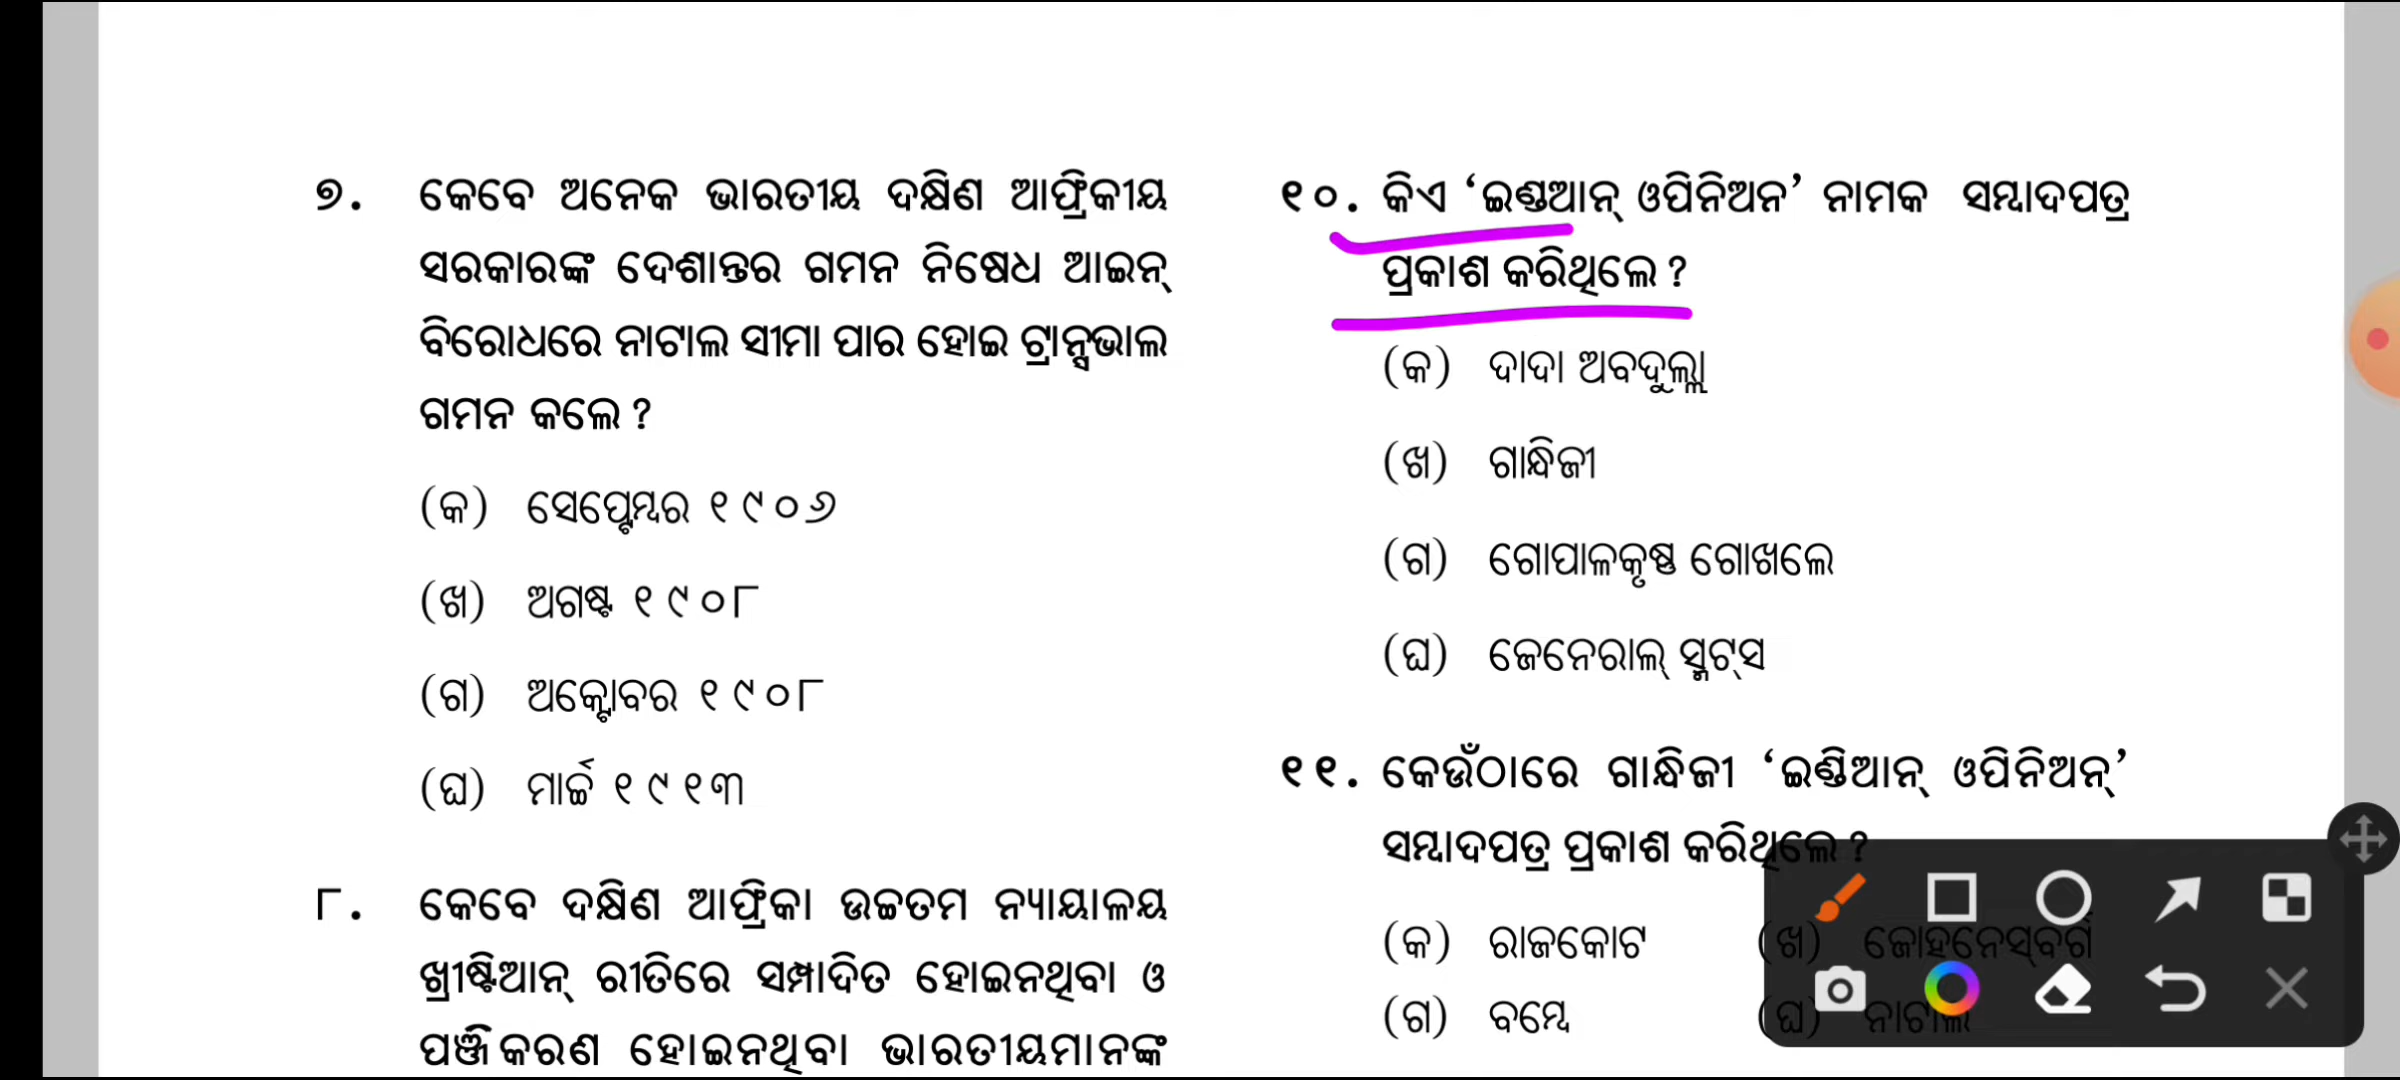 ୭. କେବେ ଅନେକ ଭାରତୀୟ ଦକ୍ଷିଣ ଆଫ୍ରିକୀୟ
ସରକାରଙ୍କ ଦେଶାନ୍ତର ଗମନ ନିଷେଧ ଆଇନ୍
ବିରୋଧରେ ନାଟାଲ ସୀମା ପାର ହୋଇ ଟ୍ରାନ୍ସଭାଲ
ଗମନ କଲେ ?
(କ) ସେପ୍ଟେମ୍ବର ୧୯୦୬
(ଖ) ଅଗଷ୍ଟ ୧୯୦୮
(ଗ) ଅକ୍ଟୋବର ୧୯୦୮
(ଘ) ମାର୍ଚ୍ଚ ୧୯୧୩
୮. କେବେ ଦକ୍ଷିଣ ଆଫ୍ରିକା ଉଚ୍ଚତମ ନ୍ୟାୟାଳୟ
ଖ୍ରୀଷ୍ଟିଆନ୍ ରୀତିରେ ସମ୍ପାଦିତ ହୋଇନଥିବା ଓ
ପଞ୍ଜିକରଣ ହୋଇନଥିବା ଭାରତୀୟମାନଙ୍କ
୧୦. କିଏ ‘ଇଣ୍ଡଆନ୍ ଓପିନିଅନ’ ନାମକ ସମ୍ବାଦପତ୍ର
ପ୍ରକାଶ କରିଥିଲେ ?
(କ) ଦାଦା ଅବଦୁଲ୍ଲା
(ଖ) ଗାନ୍ଧିଜୀ
(ଗ) ଗୋପାଳକୃଷ୍ଣ ଗୋଖଲେ
(ଘ) ଜେନେରାଲ୍ ସ୍ମଟ୍ସ
୧୧. କେଉଁଠାରେ ଗାନ୍ଧିଜୀ ‘ଇଣ୍ଡିଆନ୍ ଓପିନିଅନ୍’
ସମ୍ବାଦପତ୍ର ପ୍ରକାଶ କରିଥିଲେ ?
(କ) ରାଜକୋଟ (ଖ) ଜୋହନେସ୍‌ବର୍ଗ
(ଗ) ବମ୍ବେ (ଘ) ନାଟାଲ